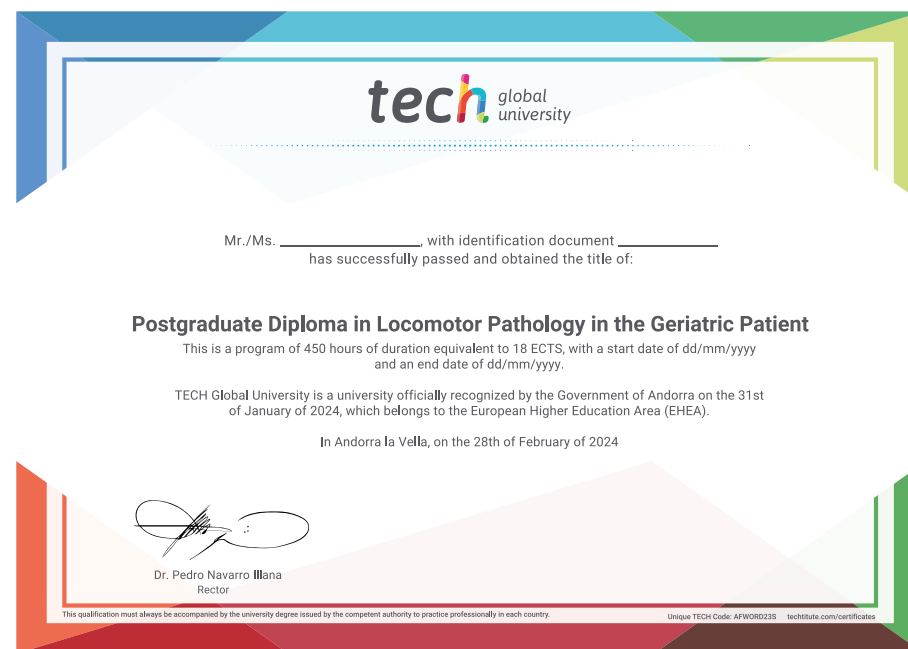 tech global university
Mr./Ms. ____________________, with identification document ______________
has successfully passed and obtained the title of:
Postgraduate Diploma in Locomotor Pathology in the Geriatric Patient
This is a program of 450 hours of duration equivalent to 18 ECTS, with a start date of dd/mm/yyyy
and an end date of dd/mm/yyyy.
TECH Global University is a university officially recognized by the Government of Andorra on the 31st
of January of 2024, which belongs to the European Higher Education Area (EHEA).
In Andorra la Vella, on the 28th of February of 2024
Dr. Pedro Navarro Illana
Rector
This qualification must always be accompanied by the university degree issued by the competent authority to practice professionally in each country.
Unique TECH Code: AFWORD23S techtitute.com/certificates